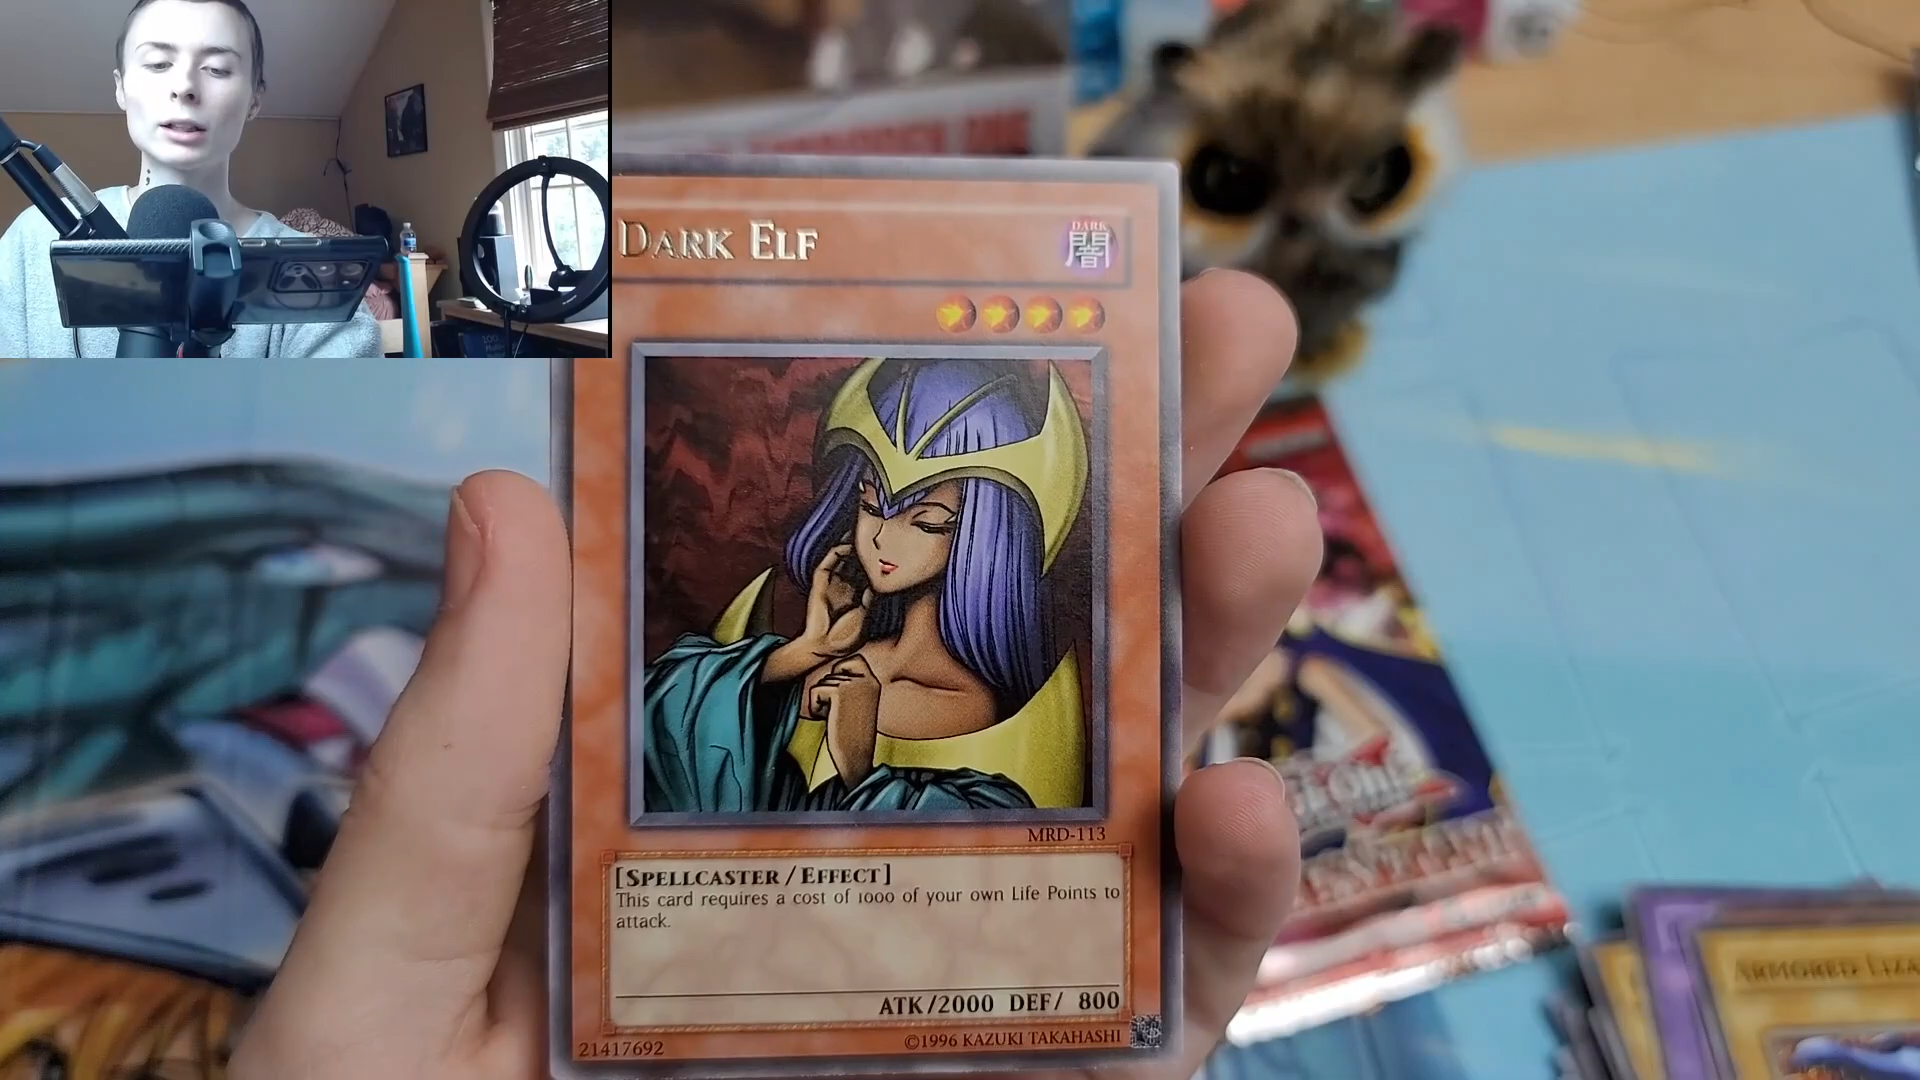 DARK ELF
DARK
闇
MRD-113
[SPELLCASTER/EFFECT]
This card requires a cost of 1000 of your own Life Points to
attack.
ATK/2000 DEF/ 800
21417692
©1996 KAZUKI TAKAHASHI
ARMORED